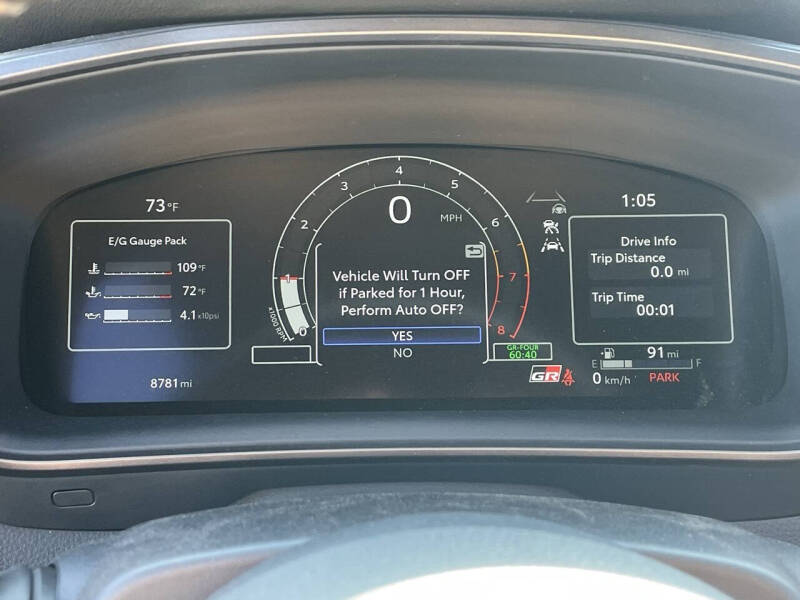 73°F
E/G Gauge Pack
109 °F
72 °F
4.1 x10psi
8781 mi
0 1 2 3 4 5 6 7 8
x1000 RPM
0 MPH
Vehicle Will Turn OFF
if Parked for 1 Hour,
Perform Auto OFF?
YES
NO
GR-FOUR
60:40
GR
1:05
Drive Info
Trip Distance
0.0 mi
Trip Time
00:01
91 mi
E F
0 km/h PARK